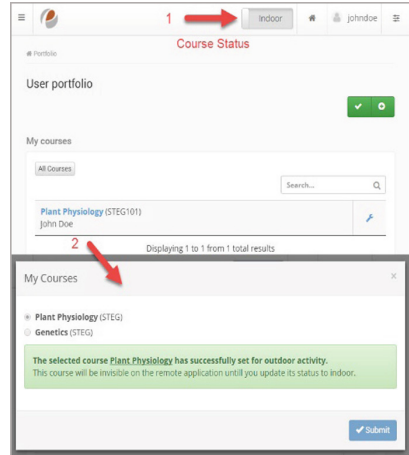 1
Indoor
johndoe
Course Status
Portfolio
User portfolio
My courses
All Courses
Search...
Plant Physiology (STEG101)
John Doe
2
Displaying 1 to 1 from 1 total results
My Courses
×
Plant Physiology (STEG)
Genetics (STEG)
The selected course Plant Physiology has successfully set for outdoor activity.
This course will be invisible on the remote application untill you update its status to indoor.
Submit